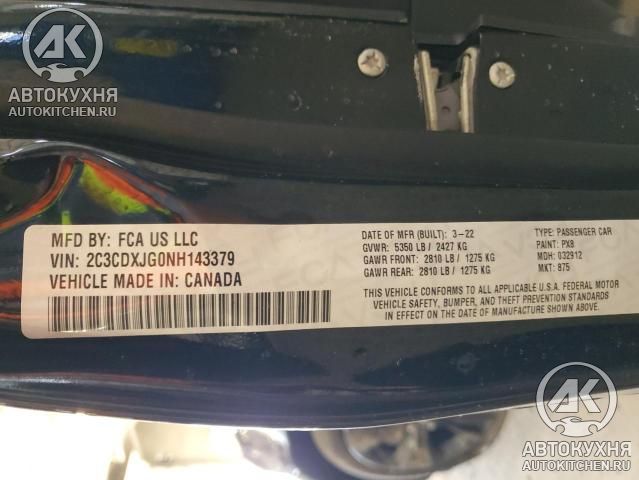 AK
АВТОКУХНЯ
AUTOKITCHEN.RU
MFD BY: FCA US LLC
VIN: 2C3CDXJG0NH143379
VEHICLE MADE IN: CANADA
DATE OF MFR (BUILT): 3-22
GVWR: 5350 LB / 2427 KG
GAWR FRONT: 2810 LB / 1275 KG
GAWR REAR: 2810 LB / 1275 KG
TYPE: PASSENGER CAR
PAINT: PX8
MDH: 032912
MKT: 875
THIS VEHICLE CONFORMS TO ALL APPLICABLE U.S.A. FEDERAL MOTOR
VEHICLE SAFETY, BUMPER, AND THEFT PREVENTION STANDARDS
IN EFFECT ON THE DATE OF MANUFACTURE SHOWN ABOVE.
AK
АВТОКУХНЯ
AUTOKITCHEN.RU